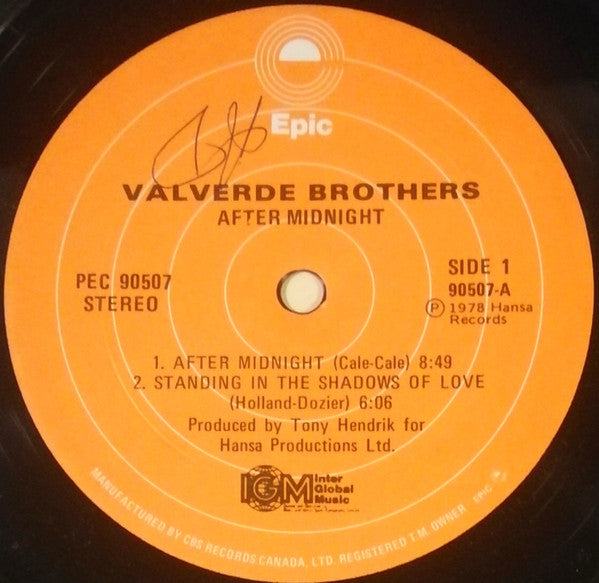 Epic
VALVERDE BROTHERS
AFTER MIDNIGHT
PEC 90507
STEREO
SIDE 1
90507-A
Ⓟ 1978 Hansa
Records
1. AFTER MIDNIGHT (Cale-Cale) 8:49
2. STANDING IN THE SHADOWS OF LOVE
(Holland-Dozier) 6:06
Produced by Tony Hendrik for
Hansa Productions Ltd.
IGM Inter
Global
Music
MANUFACTURED BY CBS RECORDS CANADA, LTD. REGISTERED T.M. OWNER EPIC